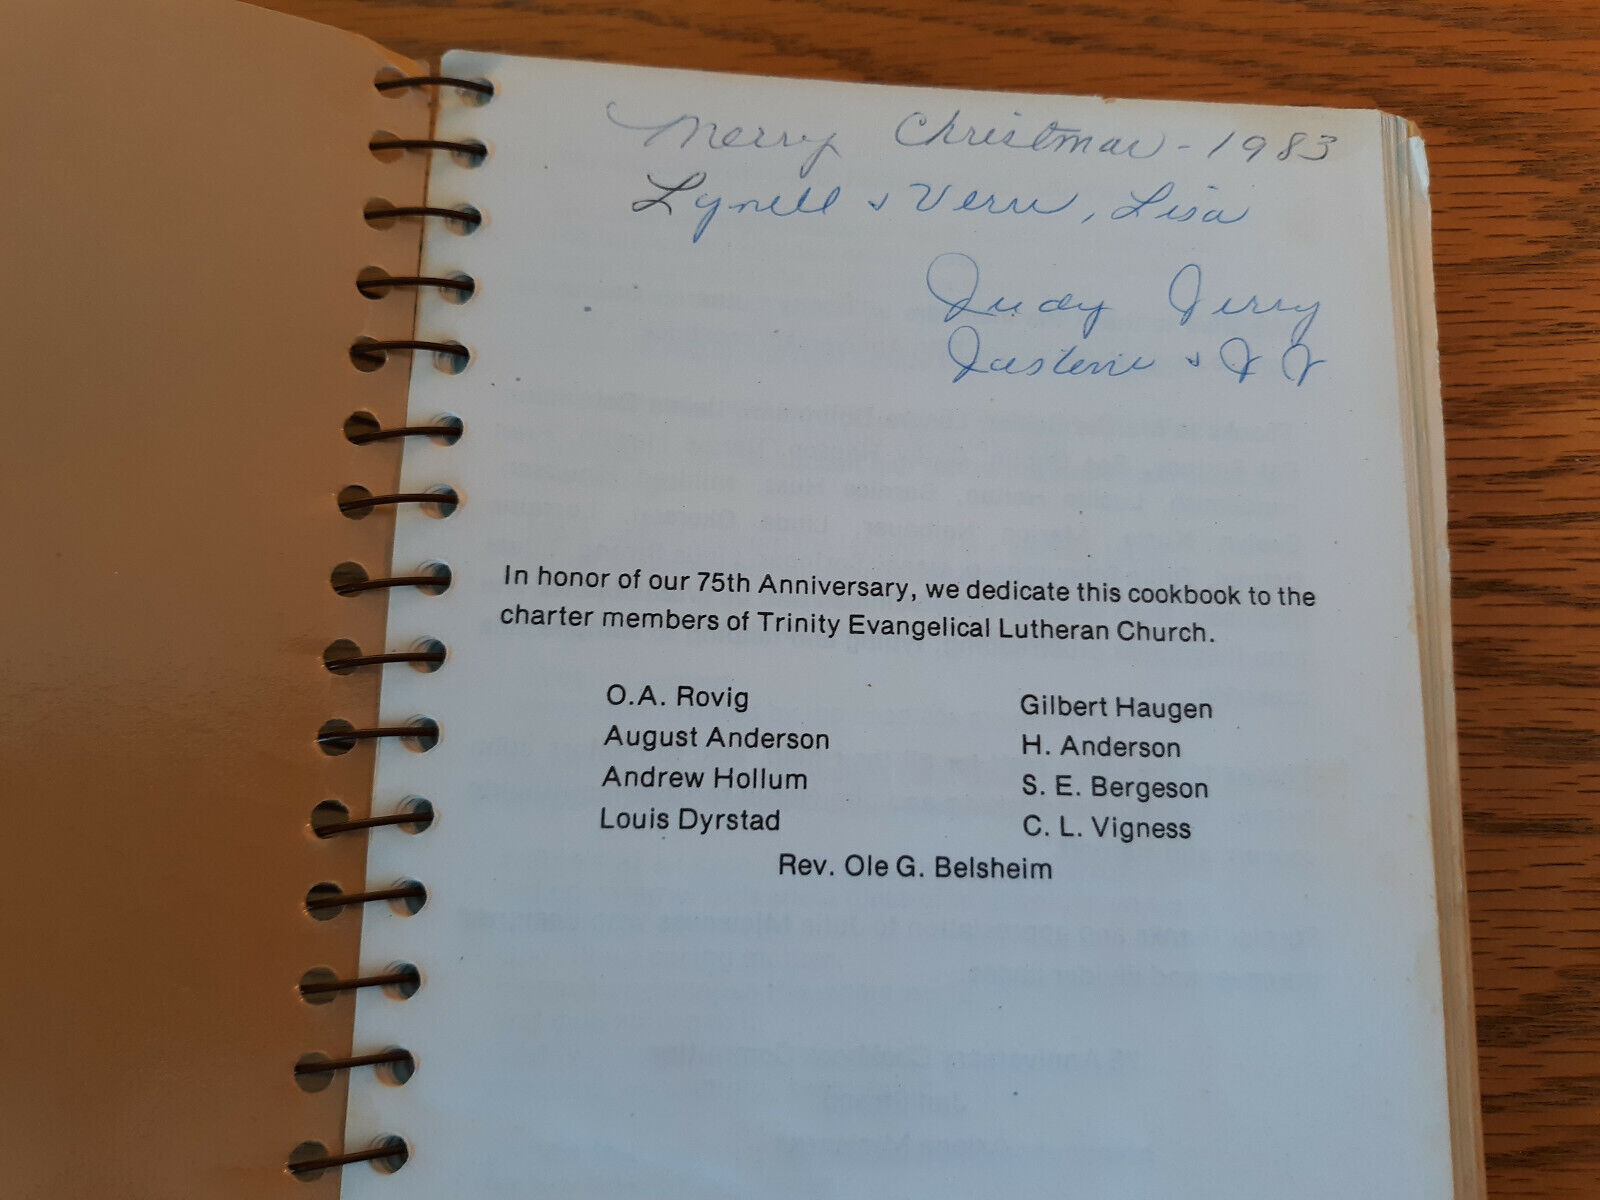 Merry Christmas - 1983
Lynell & Vern, Lisa
Judy Jerry
& JJ
In honor of our 75th Anniversary, we dedicate this cookbook to the
charter members of Trinity Evangelical Lutheran Church.
O.A. Rovig
Gilbert Haugen
August Anderson
H. Anderson
Andrew Hollum
S. E. Bergeson
Louis Dyrstad
C. L. Vigness
Rev. Ole G. Belsheim